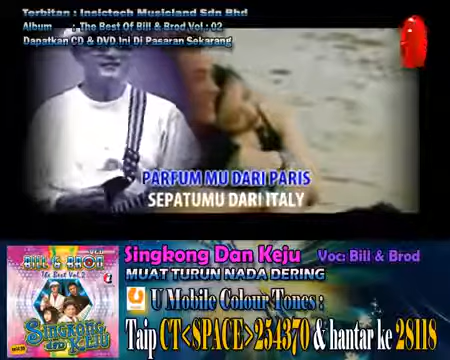 Terbitan : Insictech Musicland Sdn Bhd
Album : The Best Of Bill & Brod Vol : 02
Dapatkan CD & DVD Ini Di Pasaran Sekarang
PARFUM MU DARI PARIS
SEPATUMU DARI ITALY
BILL & BROD
The Best Vol.2
SINGKONG dan KEJU
Singkong Dan Keju Voc: Bill & Brod
MUAT TURUN NADA DERING
U Mobile Colour Tones :
Taip CT<SPACE>254370 & hantar ke 28118